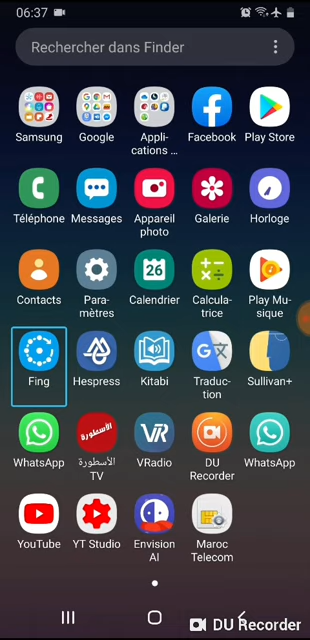 06:37
Rechercher dans Finder
Samsung
Google
Appli-
cations ...
Facebook
Play Store
Téléphone
Messages
Appareil
photo
Galerie
Horloge
Contacts
Para-
mètres
26
Calendrier
Calcula-
trice
Play Mu-
sique
Fing
Hespress
Kitabi
Traduc-
tion
Sullivan+
WhatsApp
الأسطورة
الأسطورة
TV
VR
VRadio
DU
Recorder
WhatsApp
YouTube
YT Studio
Envision
AI
Maroc
Telecom
DU Recorder